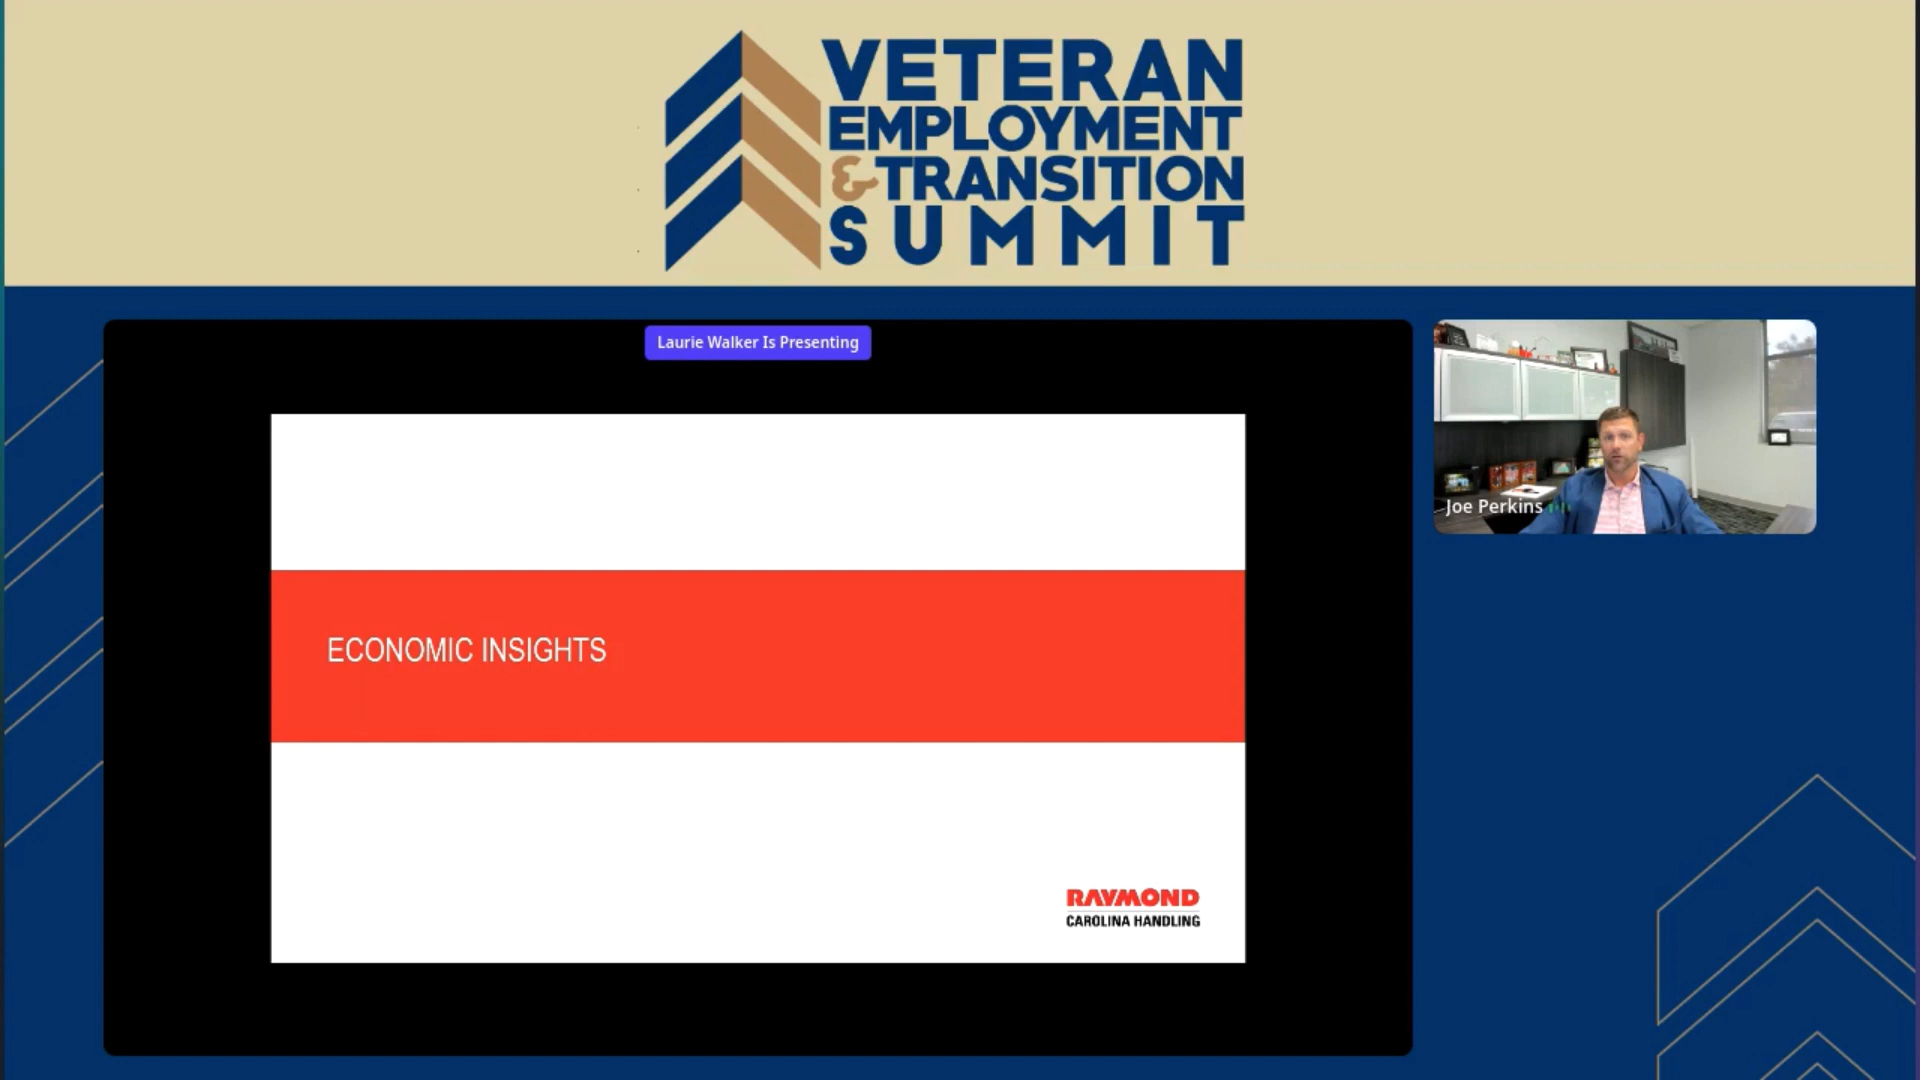 VETERAN
EMPLOYMENT
& TRANSITION
SUMMIT
Laurie Walker Is Presenting
Joe Perkins
ECONOMIC INSIGHTS
RAYMOND
CAROLINA HANDLING